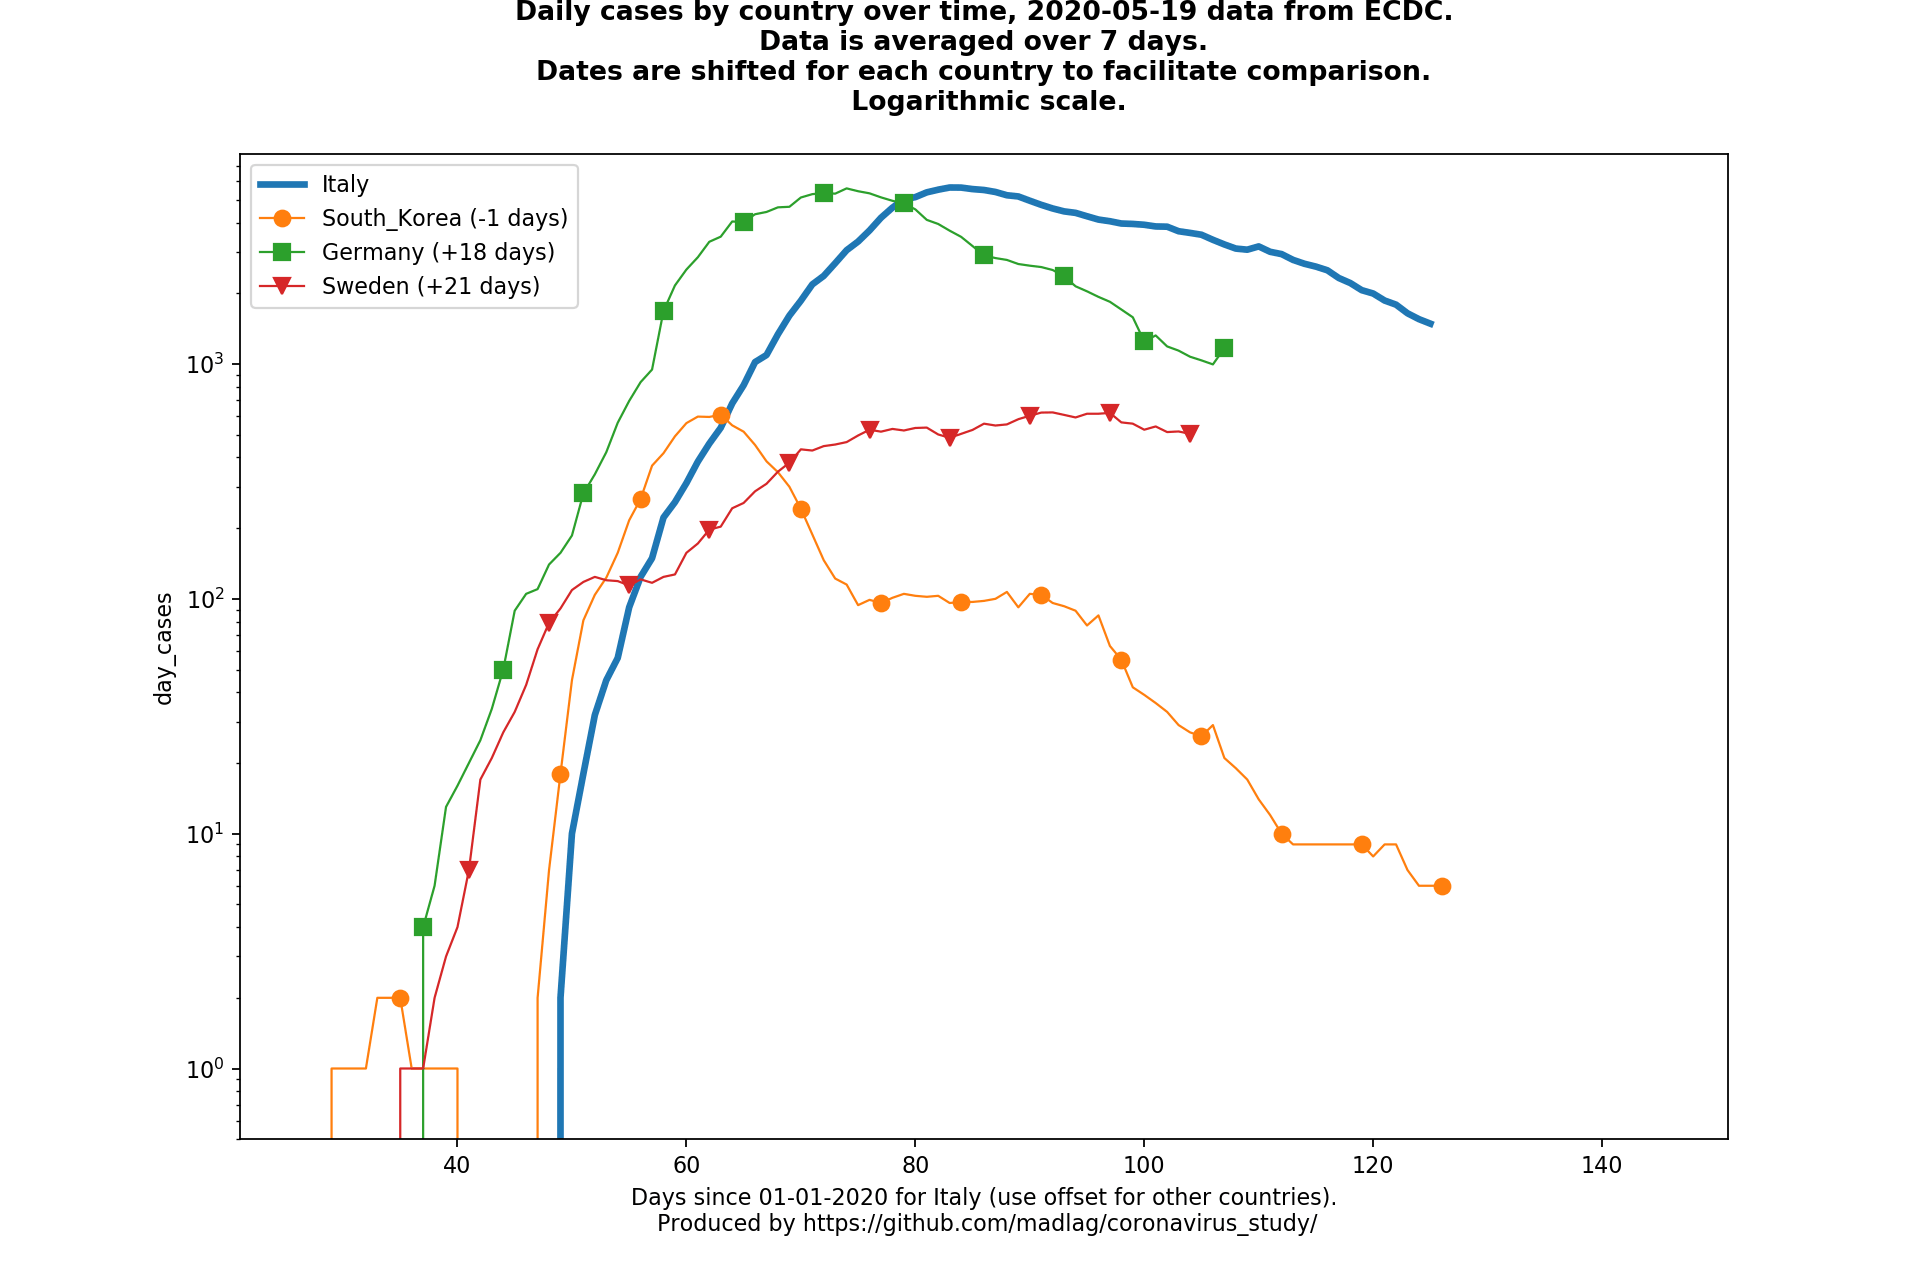 Daily cases by country over time, 2020-05-19 data from ECDC.
Data is averaged over 7 days.
Dates are shifted for each country to facilitate comparison.
Logarithmic scale.
Italy
South_Korea (-1 days)
Germany (+18 days)
Sweden (+21 days)
10³
10²
10¹
10⁰
day_cases
40 60 80 100 120 140
Days since 01-01-2020 for Italy (use offset for other countries).
Produced by https://github.com/madlag/coronavirus_study/